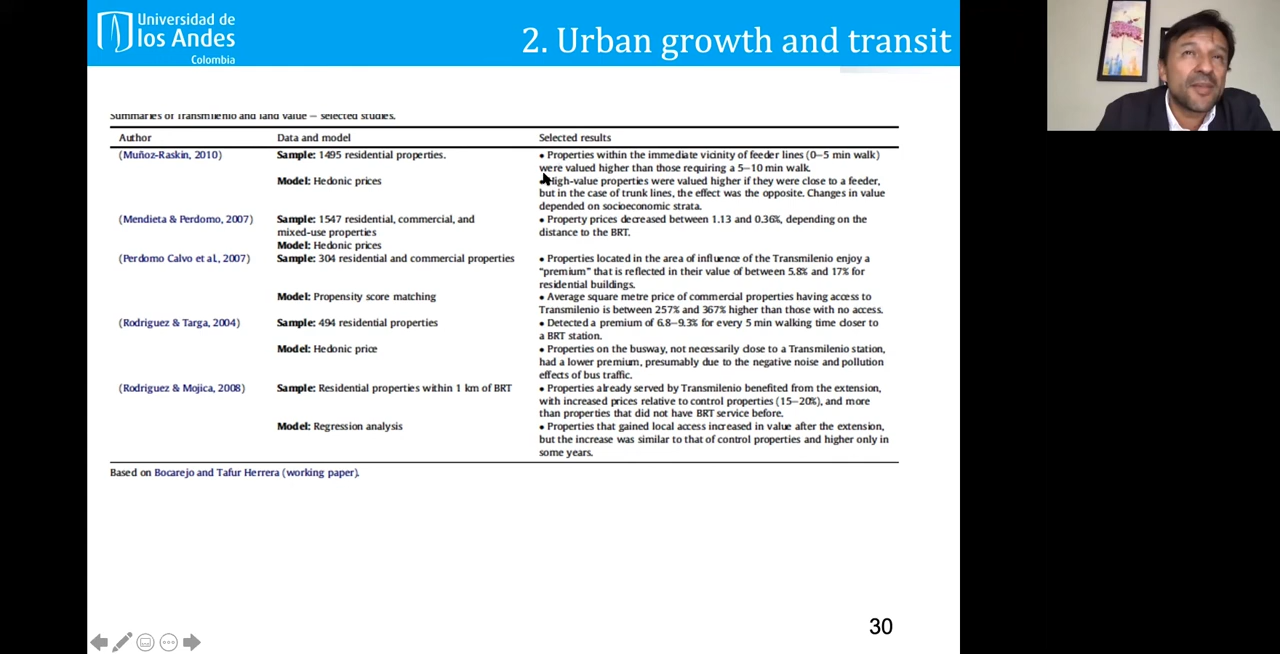 Universidad de
los Andes
Colombia
2. Urban growth and transit
Summaries of Transmilenio and land value — selected studies.
Author Data and model Selected results
(Muñoz-Raskin, 2010) Sample: 1495 residential properties. • Properties within the immediate vicinity of feeder lines (0–5 min walk)
were valued higher than those requiring a 5–10 min walk.
Model: Hedonic prices • High-value properties were valued higher if they were close to a feeder,
but in the case of trunk lines, the effect was the opposite. Changes in value
depended on socioeconomic strata.
(Mendieta & Perdomo, 2007) Sample: 1547 residential, commercial, and • Property prices decreased between 1.13 and 0.36%, depending on the
mixed-use properties distance to the BRT.
Model: Hedonic prices
(Perdomo Calvo et al., 2007) Sample: 304 residential and commercial properties • Properties located in the area of influence of the Transmilenio enjoy a
"premium" that is reflected in their value of between 5.8% and 17% for
residential buildings.
Model: Propensity score matching • Average square metre price of commercial properties having access to
Transmilenio is between 257% and 367% higher than those with no access.
(Rodriguez & Targa, 2004) Sample: 494 residential properties • Detected a premium of 6.8–9.3% for every 5 min walking time closer to
a BRT station.
Model: Hedonic price • Properties on the busway, not necessarily close to a Transmilenio station,
had a lower premium, presumably due to the negative noise and pollution
effects of bus traffic.
(Rodríguez & Mojica, 2008) Sample: Residential properties within 1 km of BRT • Properties already served by Transmilenio benefited from the extension,
with increased prices relative to control properties (15–20%), and more
than properties that did not have BRT service before.
Model: Regression analysis • Properties that gained local access increased in value after the extension,
but the increase was similar to that of control properties and higher only in
some years.
Based on Bocarejo and Tafur Herrera (working paper).
30